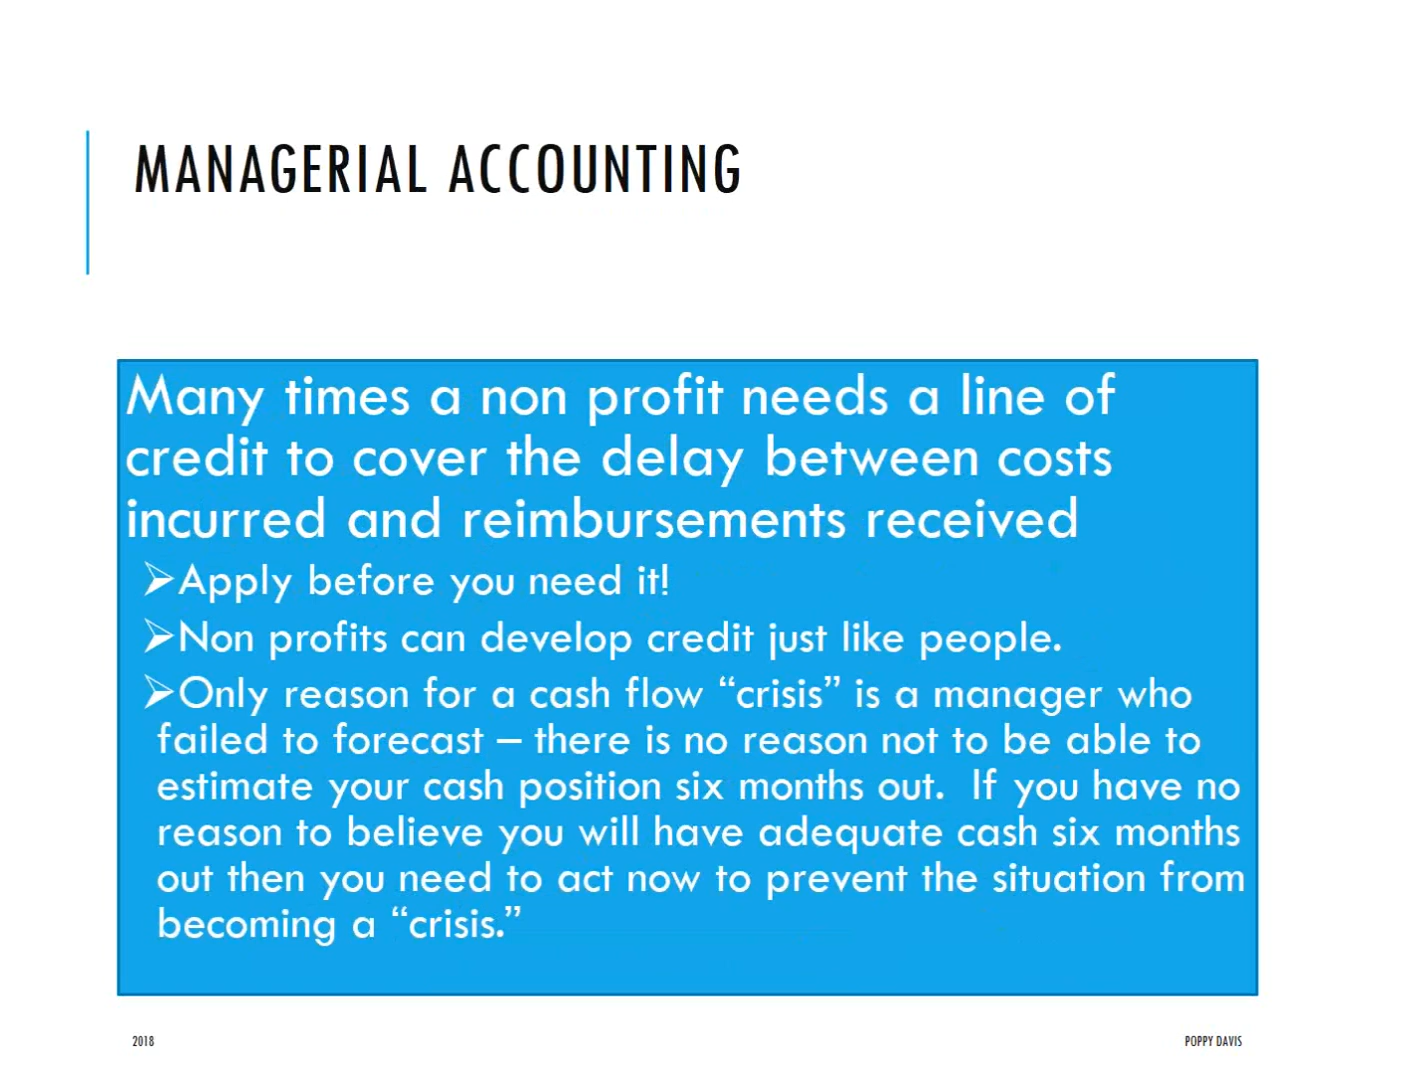 MANAGERIAL ACCOUNTING
Many times a non profit needs a line of
credit to cover the delay between costs
incurred and reimbursements received
➢Apply before you need it!
➢Non profits can develop credit just like people.
➢Only reason for a cash flow “crisis” is a manager who
failed to forecast – there is no reason not to be able to
estimate your cash position six months out.  If you have no
reason to believe you will have adequate cash six months
out then you need to act now to prevent the situation from
becoming a “crisis.”
2018
POPPY DAVIS